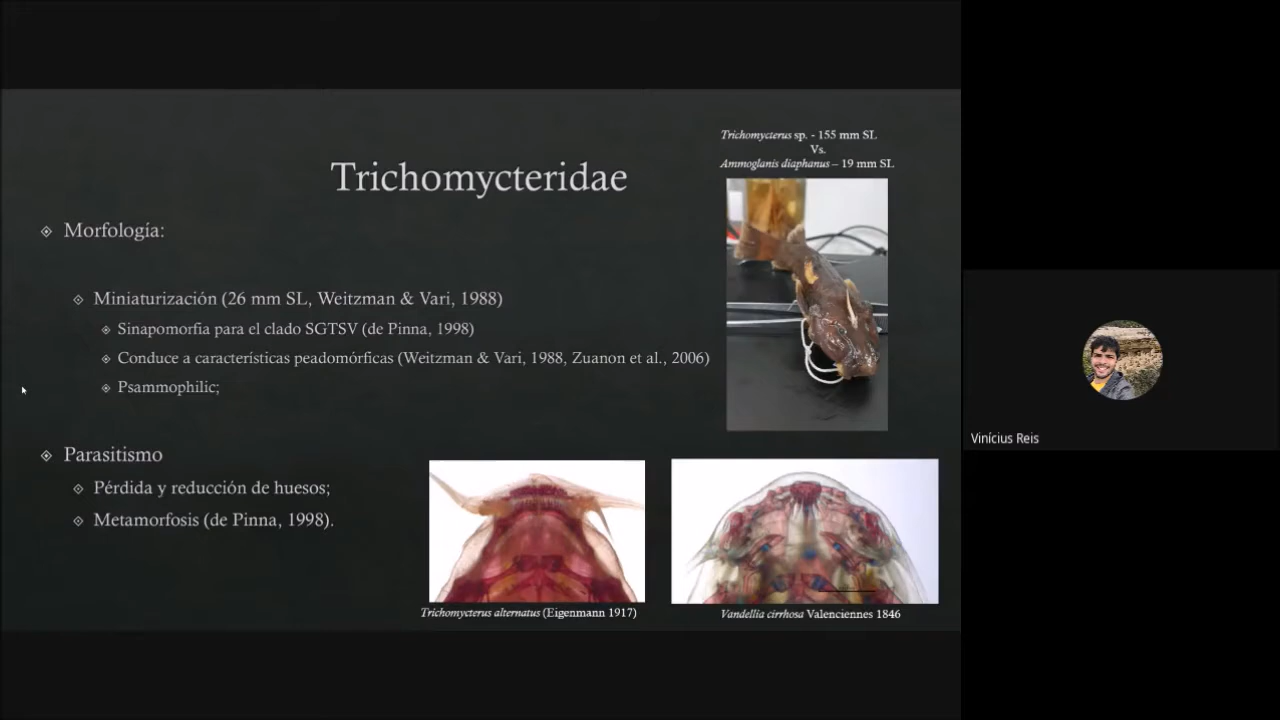 Trichomycterus sp. - 155 mm SL
Vs.
Ammoglanis diaphanus – 19 mm SL
Trichomycteridae
Morfología:
Miniaturización (26 mm SL, Weitzman & Vari, 1988)
Sinapomorfia para el clado SGTSV (de Pinna, 1998)
Conduce a características peadomórficas (Weitzman & Vari, 1988, Zuanon et al., 2006)
Psammophilic;
Parasitismo
Pérdida y reducción de huesos;
Metamorfosis (de Pinna, 1998).
Trichomycterus alternatus (Eigenmann 1917)
Vandellia cirrhosa Valenciennes 1846
Vinícius Reis